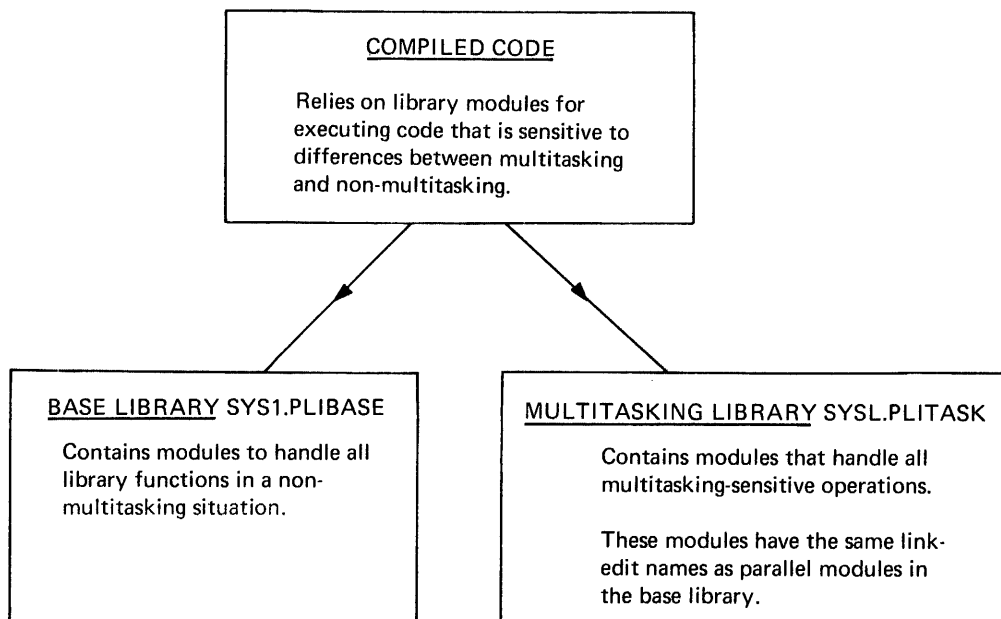 COMPILED CODE
Relies on library modules for
executing code that is sensitive to
differences between multitasking
and non-multitasking.
BASE LIBRARY SYS1.PLIBASE
Contains modules to handle all
library functions in a non-
multitasking situation.
MULTITASKING LIBRARY SYSL.PLITASK
Contains modules that handle all
multitasking-sensitive operations.
These modules have the same link-
edit names as parallel modules in
the base library.